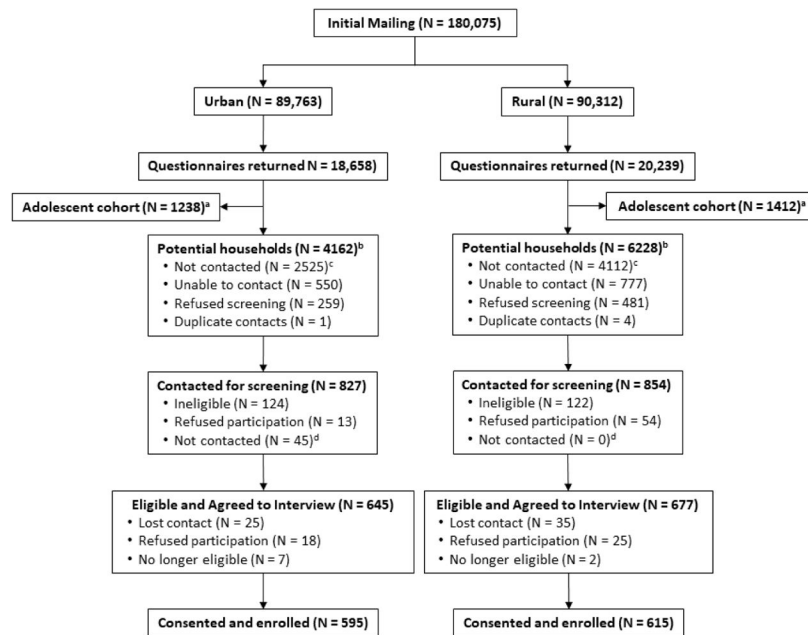 Initial Mailing (N = 180,075)
Urban (N = 89,763)
Rural (N = 90,312)
Questionnaires returned N = 18,658)
Questionnaires returned (N = 20,239)
Adolescent cohort (N = 1238)ᵃ
Adolescent cohort (N = 1412)ᵃ
Potential households (N = 4162)ᵇ
• Not contacted (N = 2525)ᶜ
• Unable to contact (N = 550)
• Refused screening (N = 259)
• Duplicate contacts (N = 1)
Potential households (N = 6228)ᵇ
• Not contacted (N = 4112)ᶜ
• Unable to contact (N = 777)
• Refused screening (N = 481)
• Duplicate contacts (N = 4)
Contacted for screening (N = 827)
• Ineligible (N = 124)
• Refused participation (N = 13)
• Not contacted (N = 45)ᵈ
Contacted for screening (N = 854)
• Ineligible (N = 122)
• Refused participation (N = 54)
• Not contacted (N = 0)ᵈ
Eligible and Agreed to Interview (N = 645)
• Lost contact (N = 25)
• Refused participation (N = 18)
• No longer eligible (N = 7)
Eligible and Agreed to Interview (N = 677)
• Lost contact (N = 35)
• Refused participation (N = 25)
• No longer eligible (N = 2)
Consented and enrolled (N = 595)
Consented and enrolled (N = 615)